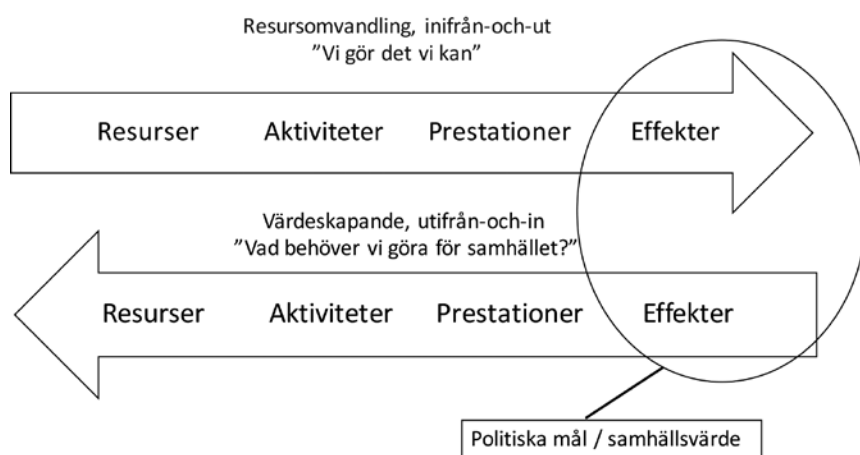 Resursomvandling, inifrån-och-ut
”Vi gör det vi kan”
Resurser Aktiviteter Prestationer Effekter
Värdeskapande, utifrån-och-in
”Vad behöver vi göra för samhället?”
Resurser Aktiviteter Prestationer Effekter
Politiska mål / samhällsvärde